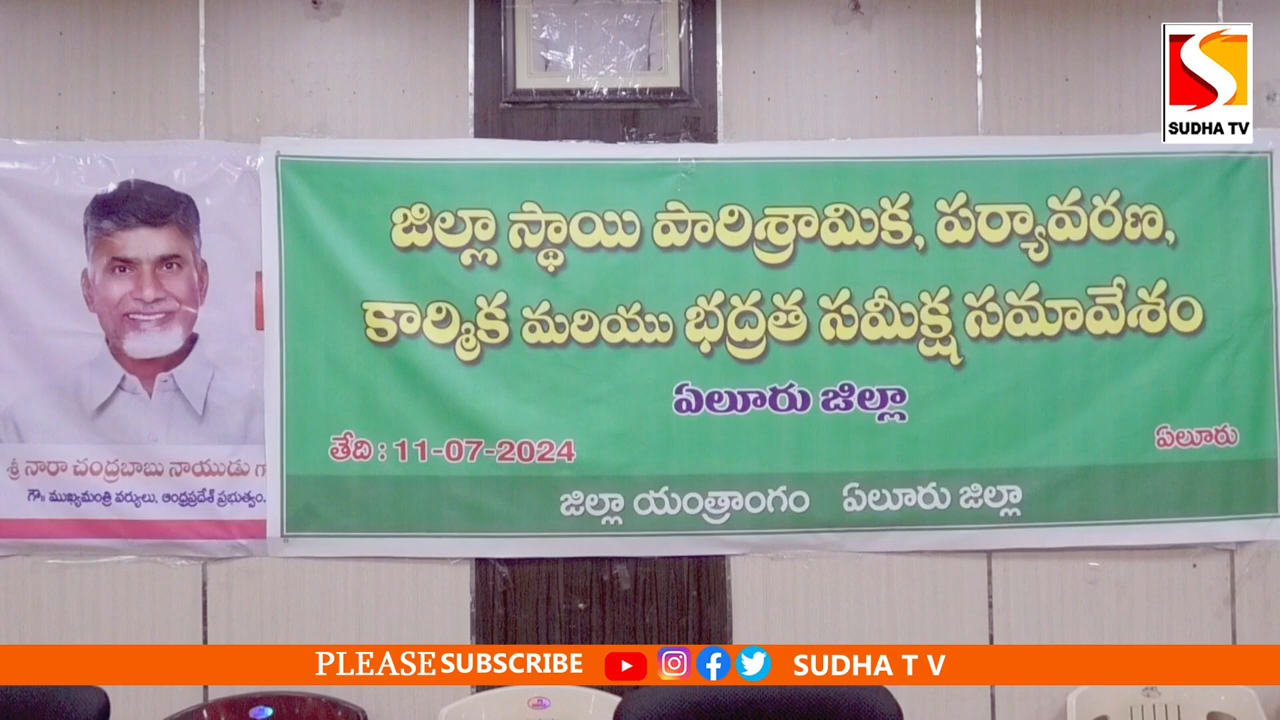 SUDHA TV
జిల్లా స్థాయి పారిశ్రామిక, పర్యావరణ,
కార్మిక మరియు భద్రత సమీక్ష సమావేశం
ఏలూరు జిల్లా
తేది : 11-07-2024
ఏలూరు
జిల్లా యంత్రాంగం ఏలూరు జిల్లా
శ్రీ నారా చంద్రబాబు నాయుడు గా
గౌ॥ ముఖ్యమంత్రి వర్యులు, ఆంధ్రప్రదేశ్ ప్రభుత్వం.
PLEASE SUBSCRIBE SUDHA T V